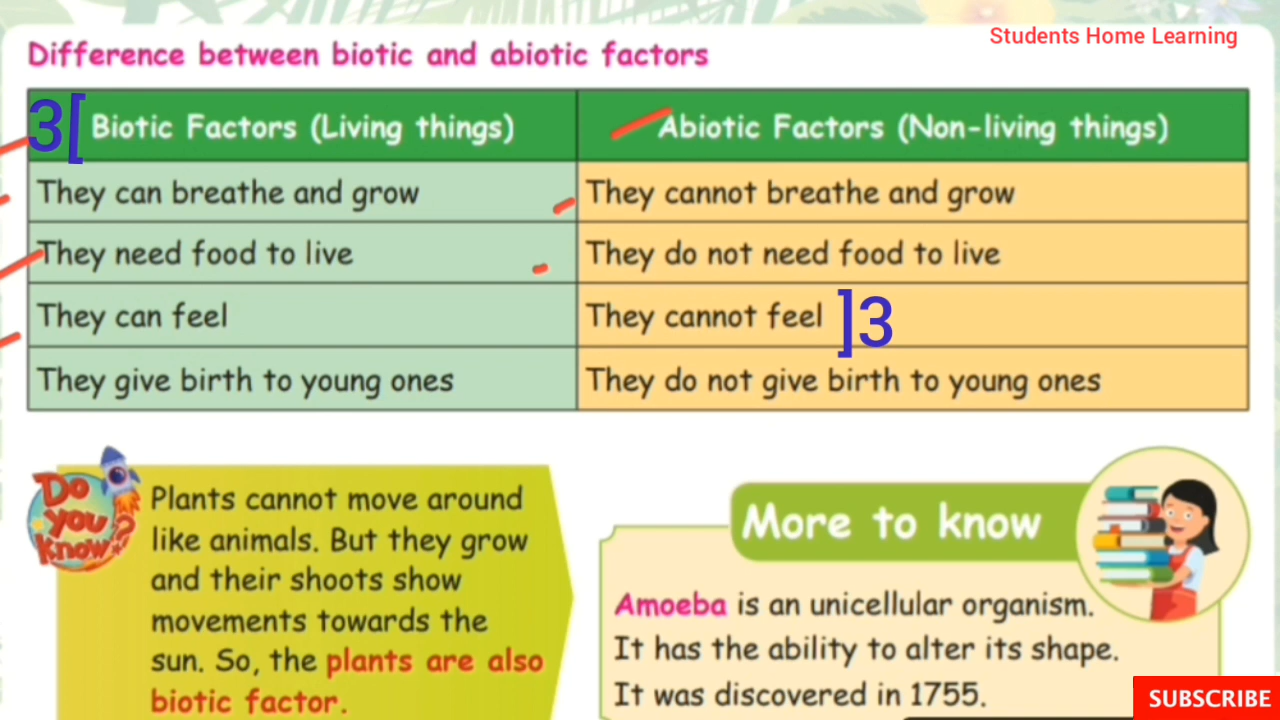 Students Home Learning
Difference between biotic and abiotic factors
3[ Biotic Factors (Living things)
Abiotic Factors (Non-living things)
They can breathe and grow
They cannot breathe and grow
They need food to live
They do not need food to live
They can feel
They cannot feel ]3
They give birth to young ones
They do not give birth to young ones
Do you know?
Plants cannot move around
like animals. But they grow
and their shoots show
movements towards the
sun. So, the plants are also
biotic factor.
More to know
Amoeba is an unicellular organism.
It has the ability to alter its shape.
It was discovered in 1755.
SUBSCRIBE